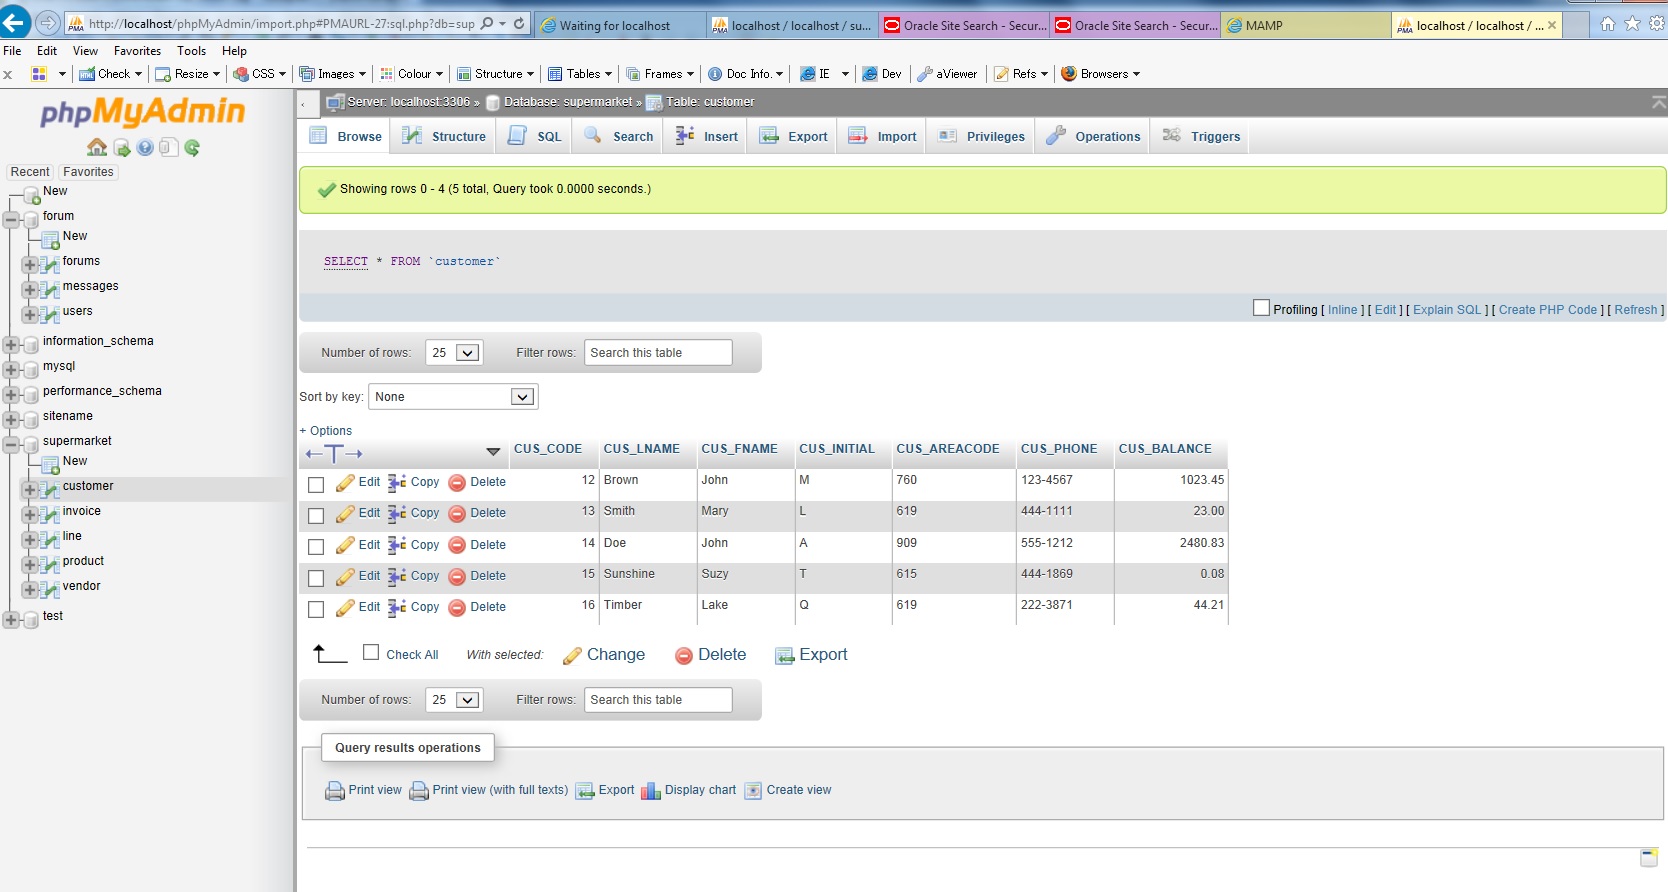 http://localhost/phpMyAdmin/import.php#PMAURL-27:sql.php?db=sup
Waiting for localhost
localhost / localhost / su...
Oracle Site Search - Secur...
Oracle Site Search - Secur...
MAMP
localhost / localhost / ...
File Edit View Favorites Tools Help
x Check Resize CSS Images Colour Structure Tables Frames Doc Info. IE Dev aViewer Refs Browsers
phpMyAdmin
Recent Favorites
New
forum
New
forums
messages
users
information_schema
mysql
performance_schema
sitename
supermarket
New
customer
invoice
line
product
vendor
test
Server: localhost:3306 » Database: supermarket » Table: customer
Browse Structure SQL Search Insert Export Import Privileges Operations Triggers
Showing rows 0 - 4 (5 total, Query took 0.0000 seconds.)
SELECT * FROM `customer`
Profiling [ Inline ] [ Edit ] [ Explain SQL ] [ Create PHP Code ] [ Refresh ]
Number of rows: 25 Filter rows: Search this table
Sort by key: None
+ Options
←T→ CUS_CODE CUS_LNAME CUS_FNAME CUS_INITIAL CUS_AREACODE CUS_PHONE CUS_BALANCE
Edit Copy Delete 12 Brown John M 760 123-4567 1023.45
Edit Copy Delete 13 Smith Mary L 619 444-1111 23.00
Edit Copy Delete 14 Doe John A 909 555-1212 2480.83
Edit Copy Delete 15 Sunshine Suzy T 615 444-1869 0.08
Edit Copy Delete 16 Timber Lake Q 619 222-3871 44.21
Check All With selected: Change Delete Export
Number of rows: 25 Filter rows: Search this table
Query results operations
Print view Print view (with full texts) Export Display chart Create view